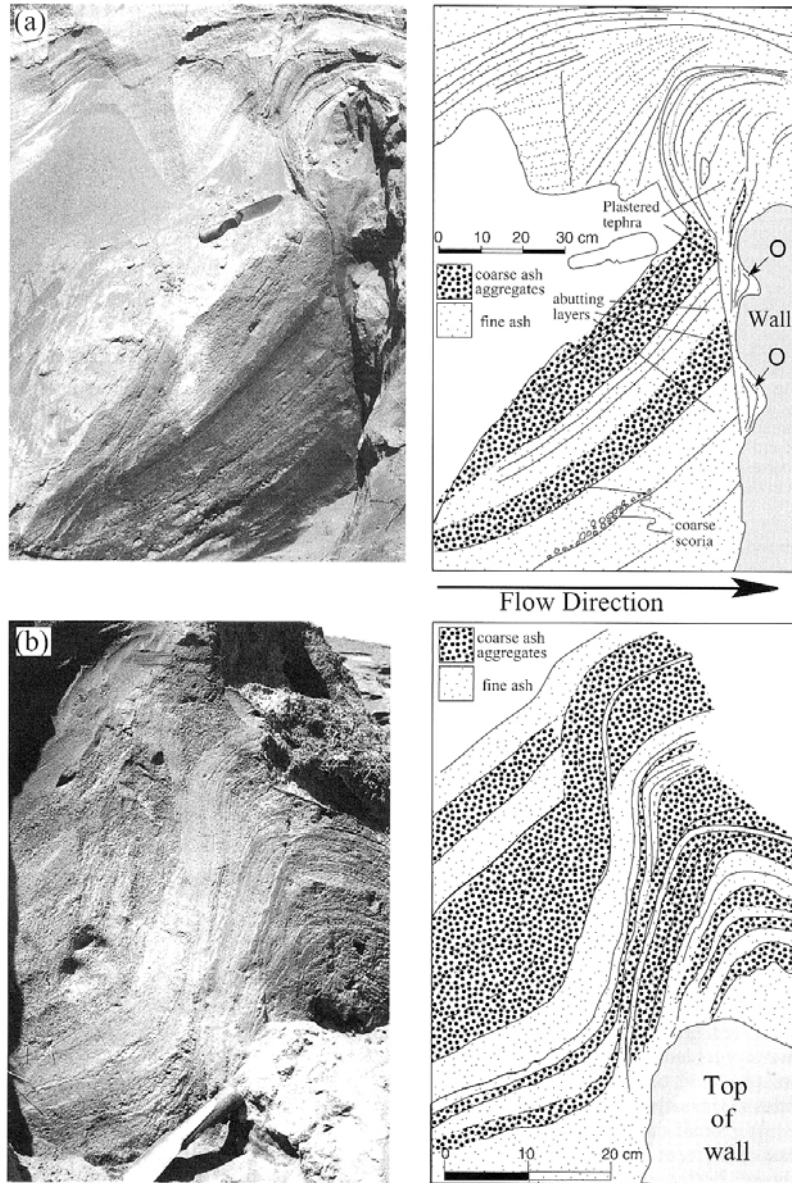 (a)
Plastered
tephra
0 10 20 30 cm
coarse ash
aggregates
fine ash
abutting
layers
O
Wall
O
coarse
scoria
Flow Direction
(b)
coarse ash
aggregates
fine ash
Top
of
wall
0 10 20 cm